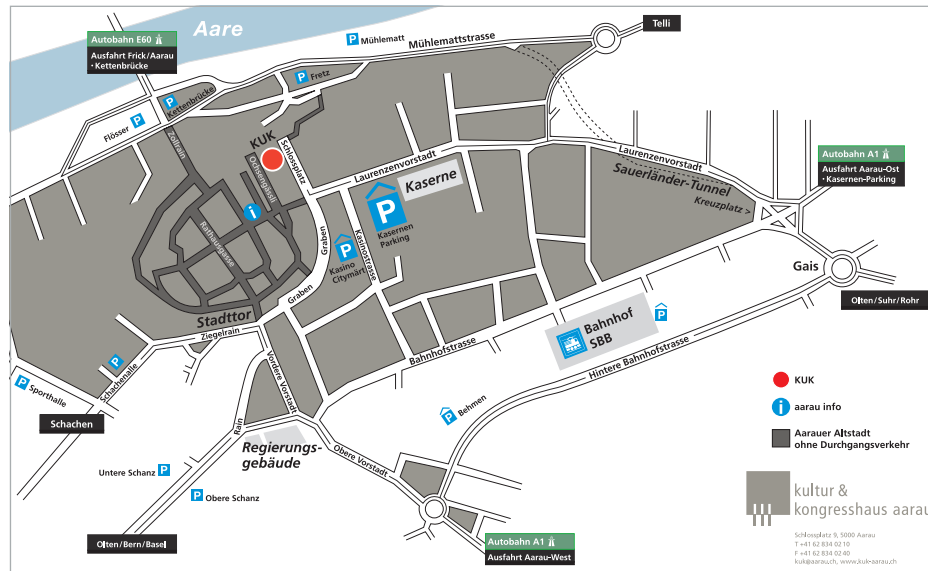 Aare
Autobahn E60
Ausfahrt Frick/Aarau
• Kettenbrücke
P Mühlematt
Mühlemattstrasse
Telli
P Fretz
P
Kettenbrücke
Flösser P
Zollrain
KUK
Schlossplatz
Ochsengässli
Laurenzenvorstadt
Laurenzenvorstadt
Autobahn A1
Ausfahrt Aarau-Ost
• Kasernen-Parking
Kaserne
Sauerländer-Tunnel
Kreuzplatz >
P
Kasernen
Parking
i
Rathausgasse
Graben
Kasinostrasse
P
Kasino
Citymärt
Gais
Graben
Olten/Suhr/Rohr
Stadttor
Ziegelrain
Bahnhof
SBB
P
Bahnhofstrasse
Hintere Bahnhofstrasse
P
Schachenallee
Vordere Vorstadt
P Sporthalle
KUK
P Behmen
i aarau info
Schachen
Rain
Aarauer Altstadt
ohne Durchgangsverkehr
Regierungs-
gebäude
Obere Vorstadt
Untere Schanz P
P Obere Schanz
kultur &
kongresshaus aarau
Olten/Bern/Basel
Autobahn A1
Ausfahrt Aarau-West
Schlossplatz 9, 5000 Aarau
T +41 62 834 02 10
F +41 62 834 02 40
kuk@aarau.ch, www.kuk-aarau.ch